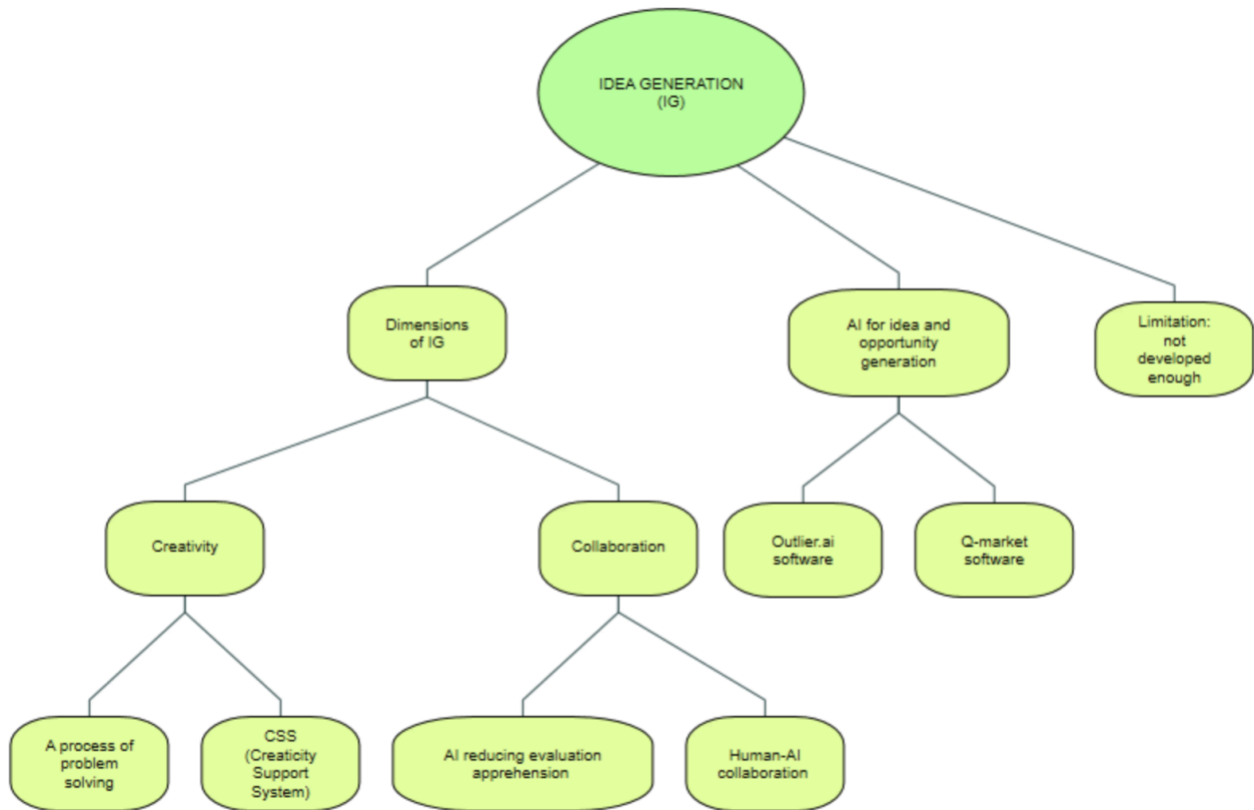 IDEA GENERATION
(IG)
Dimensions
of IG
AI for idea and
opportunity
generation
Limitation:
not
developed
enough
Creativity
Collaboration
Outlier.ai
software
Q-market
software
A process of
problem
solving
CSS
(Creaticity
Support
System)
AI reducing evaluation
apprehension
Human-AI
collaboration